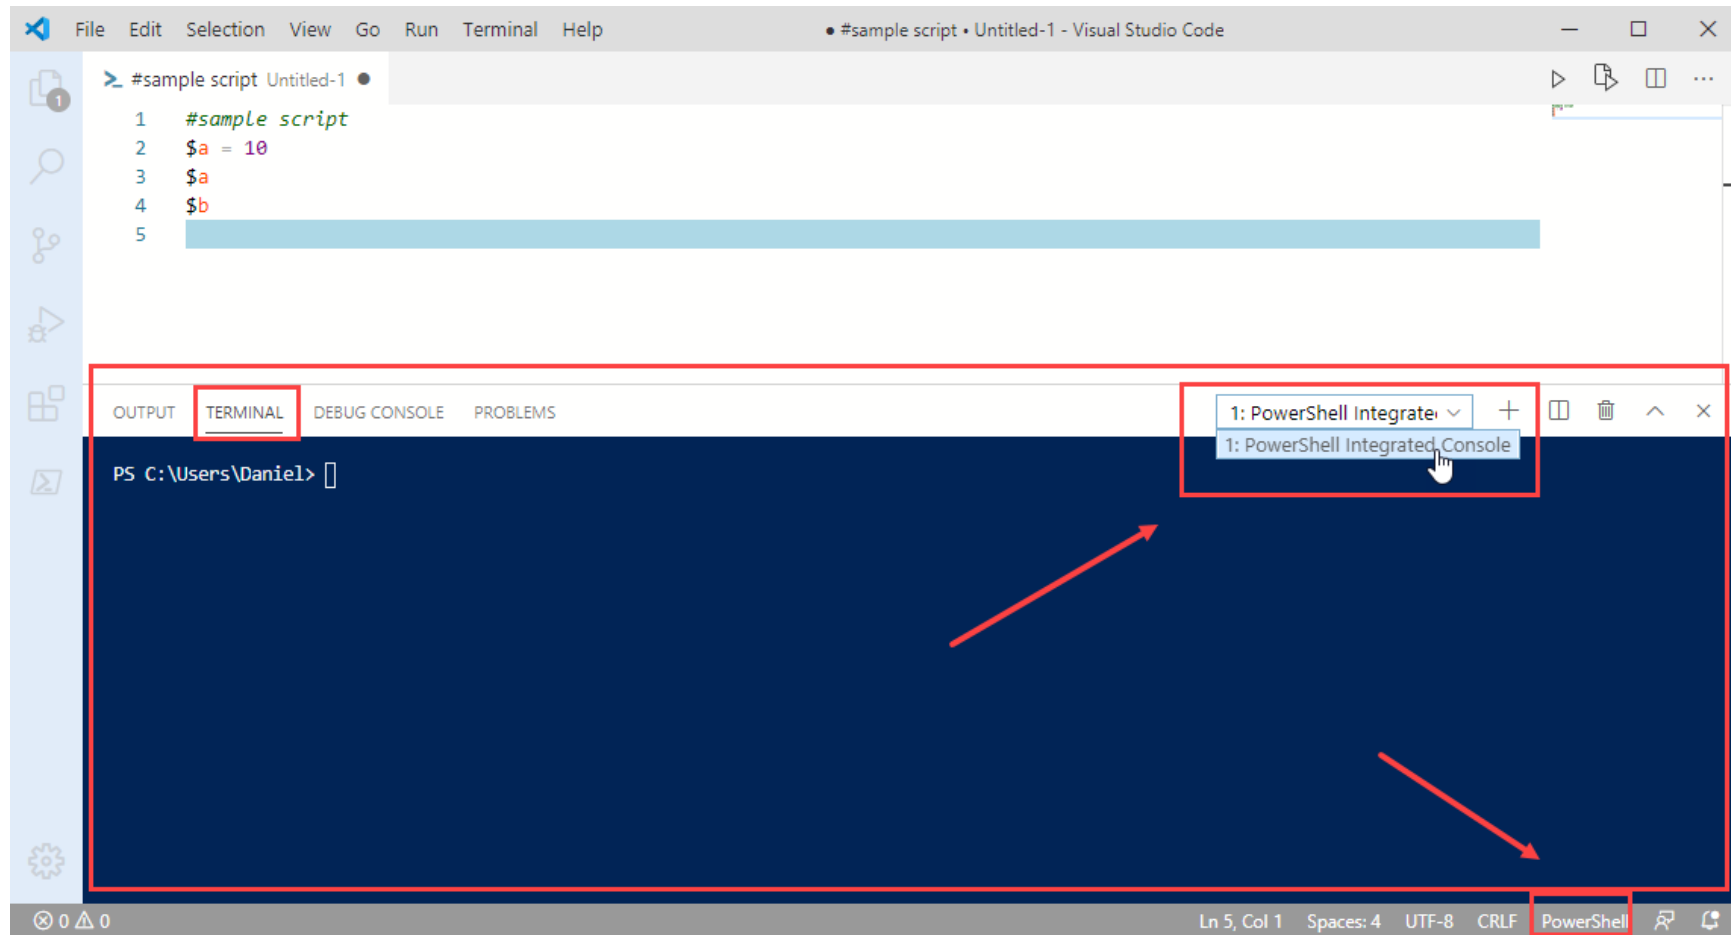 File Edit Selection View Go Run Terminal Help ● #sample script • Untitled-1 - Visual Studio Code
1
#sample script Untitled-1 ●
1 #sample script
2 $a = 10
3 $a
4 $b
5
OUTPUT TERMINAL DEBUG CONSOLE PROBLEMS 1: PowerShell Integrate
1: PowerShell Integrated Console
PS C:\Users\Daniel>
0 0 Ln 5, Col 1 Spaces: 4 UTF-8 CRLF PowerShell